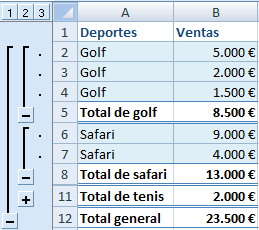 1 2 3 A B
1 Deportes Ventas
2 Golf 5.000 €
3 Golf 2.000 €
4 Golf 1.500 €
5 Total de golf 8.500 €
6 Safari 9.000 €
7 Safari 4.000 €
8 Total de safari 13.000 €
11 Total de tenis 2.000 €
12 Total general 23.500 €